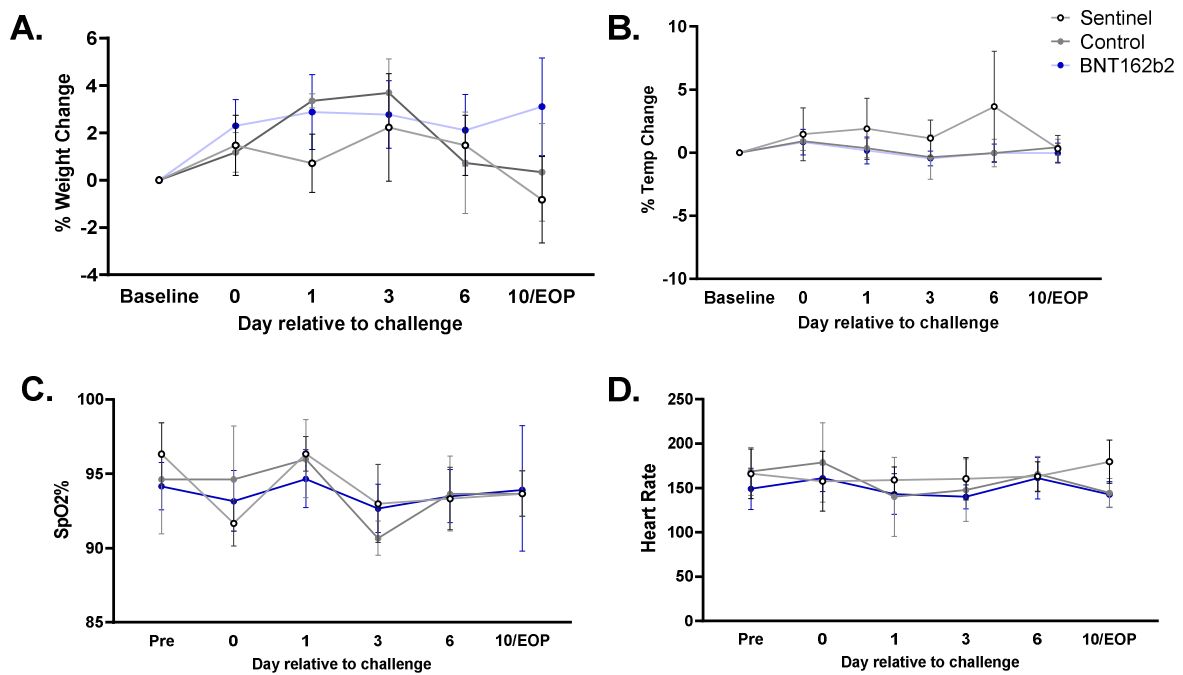 A.
6
4
2
0
-2
-4
% Weight Change
Baseline 0 1 3 6 10/EOP
Day relative to challenge
B.
10
5
0
-5
-10
% Temp Change
Baseline 0 1 3 6 10/EOP
Day relative to challenge
Sentinel
Control
BNT162b2
C.
100
95
90
85
SpO2%
Pre 0 1 3 6 10/EOP
Day relative to challenge
D.
250
200
150
100
50
0
Heart Rate
Pre 0 1 3 6 10/EOP
Day relative to challenge